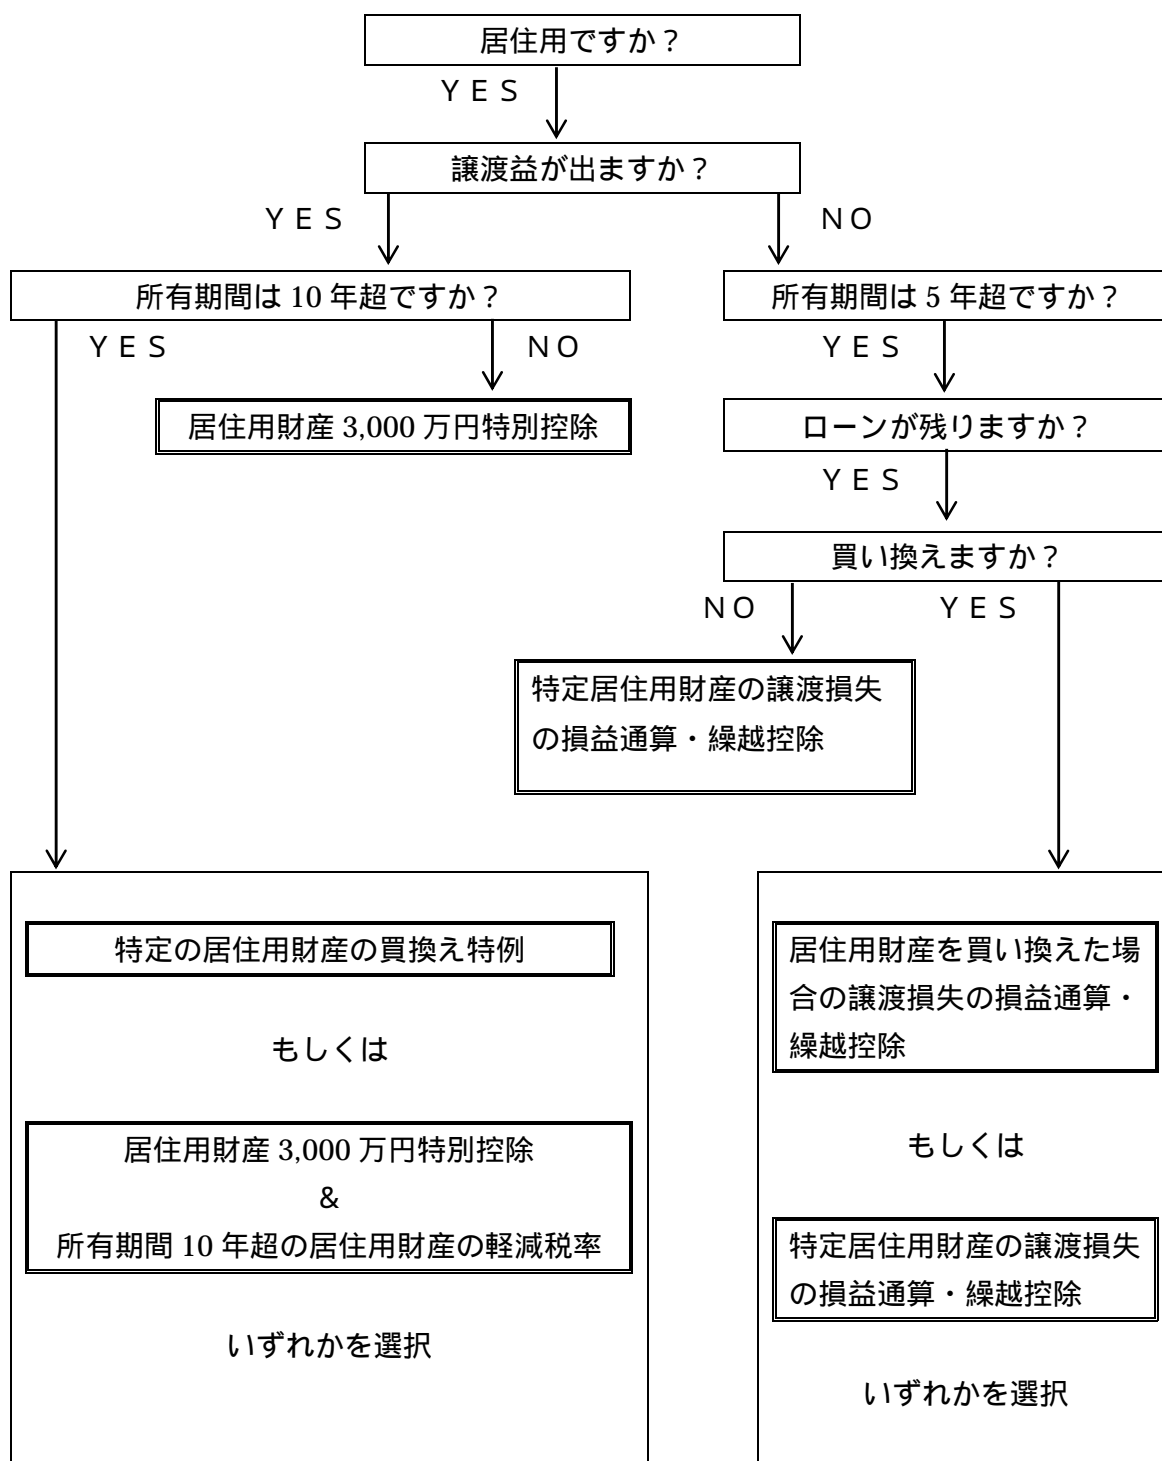 居住用ですか？
ＹＥＳ
譲渡益が出ますか？
ＹＥＳ
ＮＯ
所有期間は 10 年超ですか？
所有期間は 5 年超ですか？
ＹＥＳ
ＮＯ
ＹＥＳ
居住用財産 3,000 万円特別控除
ローンが残りますか？
ＹＥＳ
買い換えますか？
ＮＯ
ＹＥＳ
特定居住用財産の譲渡損失
の損益通算・繰越控除
特定の居住用財産の買換え特例
もしくは
居住用財産 3,000 万円特別控除
＆
所有期間 10 年超の居住用財産の軽減税率
いずれかを選択
居住用財産を買い換えた場
合の譲渡損失の損益通算・
繰越控除
もしくは
特定居住用財産の譲渡損失
の損益通算・繰越控除
いずれかを選択